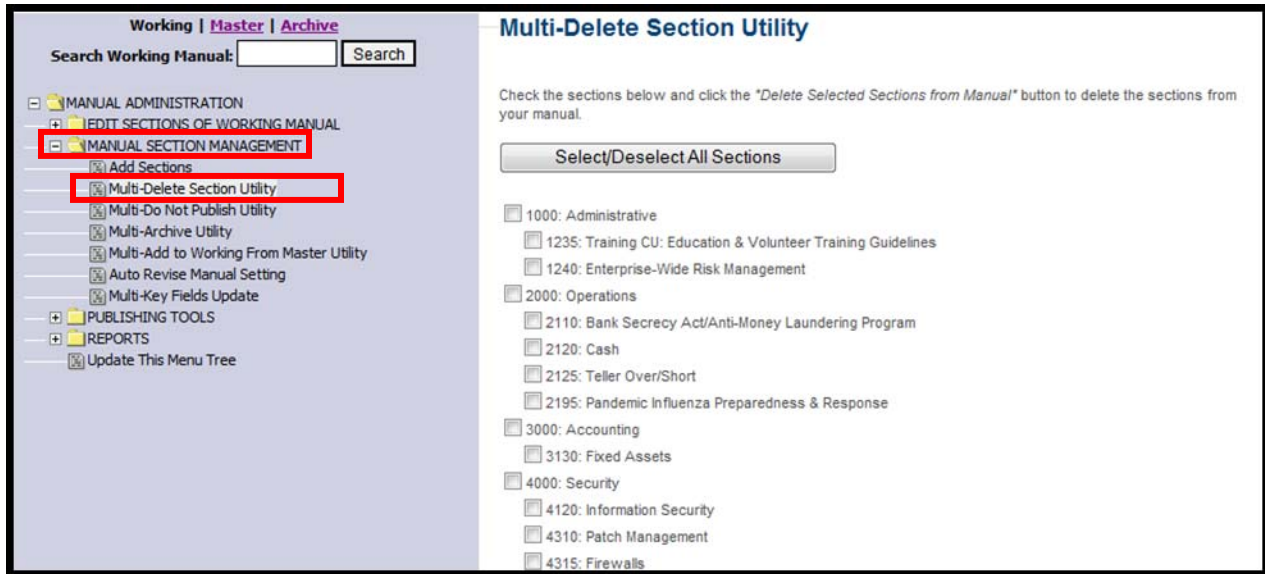 Working | Master | Archive
Search Working Manual:
Search
MANUAL ADMINISTRATION
EDIT SECTIONS OF WORKING MANUAL
MANUAL SECTION MANAGEMENT
Add Sections
Multi-Delete Section Utility
Multi-Do Not Publish Utility
Multi-Archive Utility
Multi-Add to Working From Master Utility
Auto Revise Manual Setting
Multi-Key Fields Update
PUBLISHING TOOLS
REPORTS
Update This Menu Tree
Multi-Delete Section Utility
Check the sections below and click the "Delete Selected Sections from Manual" button to delete the sections from
your manual.
Select/Deselect All Sections
1000: Administrative
1235: Training CU: Education & Volunteer Training Guidelines
1240: Enterprise-Wide Risk Management
2000: Operations
2110: Bank Secrecy Act/Anti-Money Laundering Program
2120: Cash
2125: Teller Over/Short
2195: Pandemic Influenza Preparedness & Response
3000: Accounting
3130: Fixed Assets
4000: Security
4120: Information Security
4310: Patch Management
4315: Firewalls